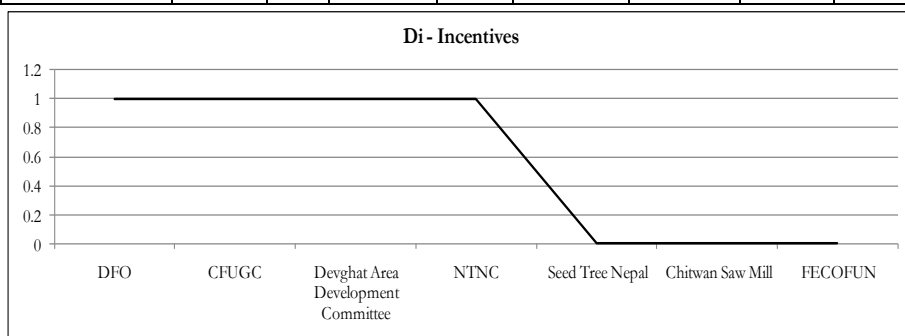 Di - Incentives
1.2
1
0.8
0.6
0.4
0.2
0
DFO CFUGC Devghat Area NTNC Seed Tree Nepal Chitwan Saw Mill FECOFUN
Development
Committee